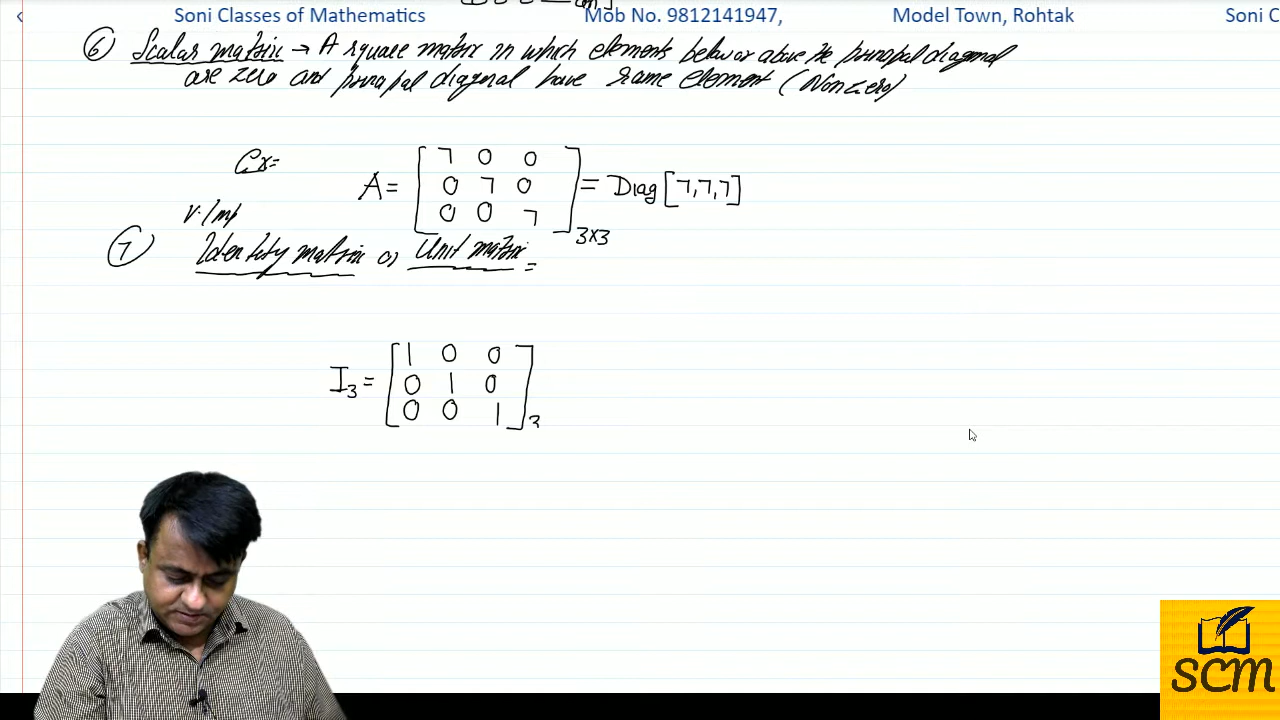 Soni Classes of Mathematics Mob No. 9812141947, Model Town, Rohtak Soni C
⑥ Scalar matrix → A square matrix in which elements below or above the principal diagonal
are zero and principal diagonal have same element (Non zero)
Ex=
A = [ 7 0 0
0 7 0
0 0 7 ] 3×3 = Diag [7,7,7]
v. Imp
⑦ Identity matrix or Unit matrix =
I3 = [ 1 0 0
0 1 0
0 0 1 ] 3
SCM